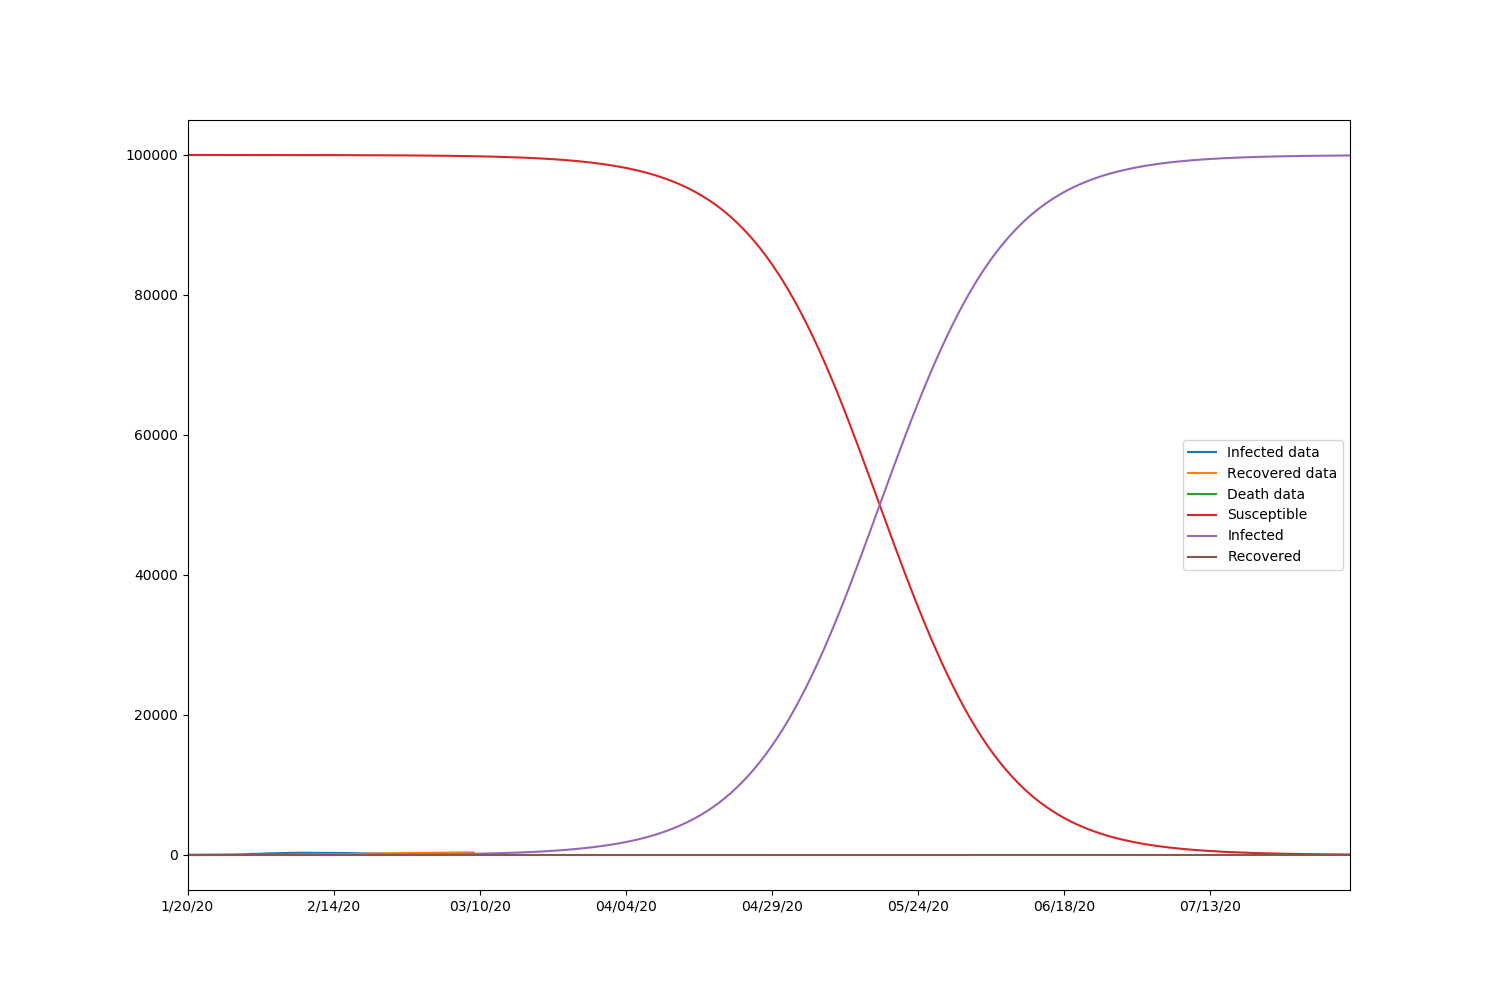 100000
80000
60000
40000
20000
0
Infected data
Recovered data
Death data
Susceptible
Infected
Recovered
1/20/20 2/14/20 03/10/20 04/04/20 04/29/20 05/24/20 06/18/20 07/13/20